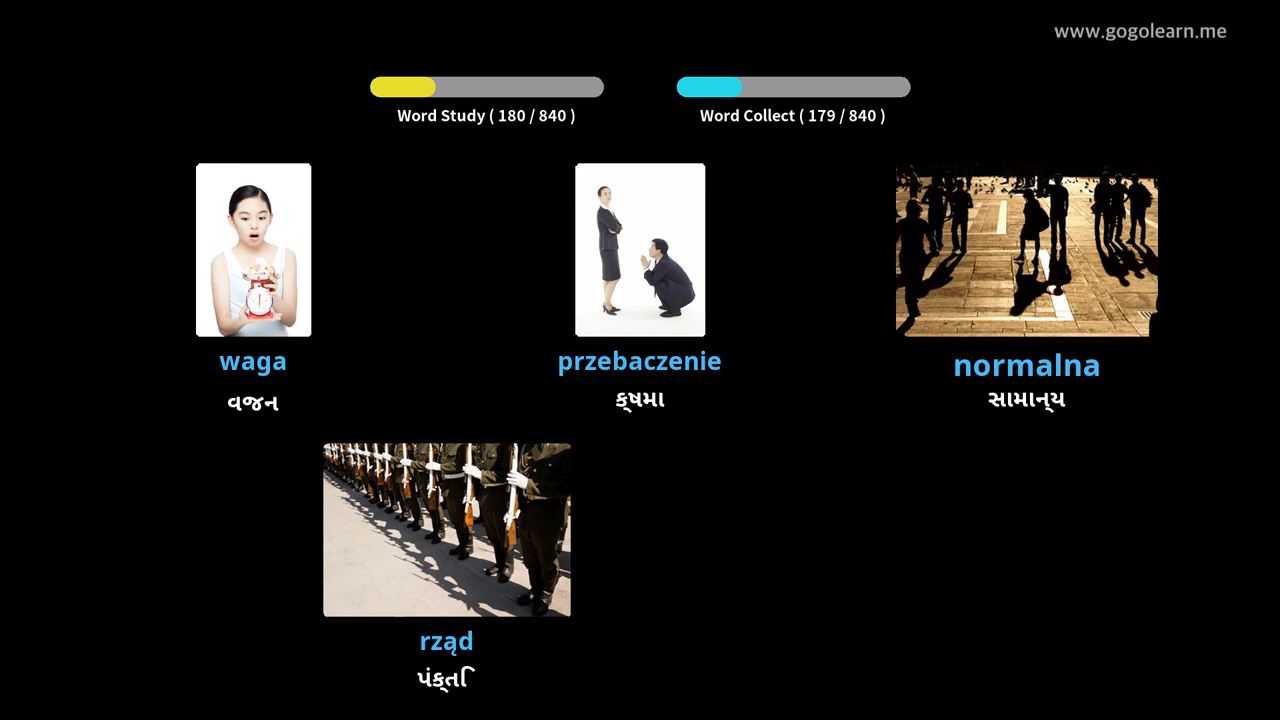 www.gogolearn.me
Word Study ( 180 / 840 )
Word Collect ( 179 / 840 )
waga
વજન
przebaczenie
ક્ષમા
normalna
સામાન્ય
rząd
પંક્તિ